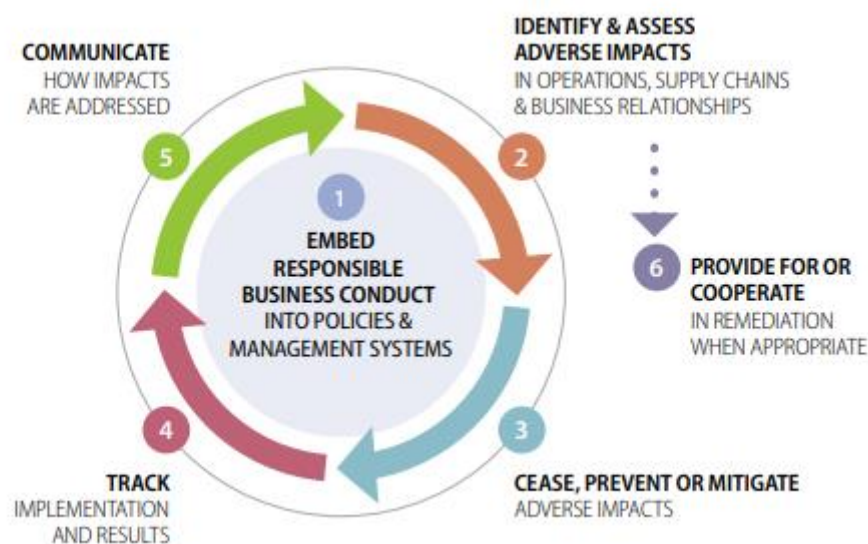 1
EMBED
RESPONSIBLE
BUSINESS CONDUCT
INTO POLICIES &
MANAGEMENT SYSTEMS
2
IDENTIFY & ASSESS
ADVERSE IMPACTS
IN OPERATIONS, SUPPLY CHAINS
& BUSINESS RELATIONSHIPS
3
CEASE, PREVENT OR MITIGATE
ADVERSE IMPACTS
4
TRACK
IMPLEMENTATION
AND RESULTS
5
COMMUNICATE
HOW IMPACTS
ARE ADDRESSED
6
PROVIDE FOR OR
COOPERATE
IN REMEDIATION
WHEN APPROPRIATE